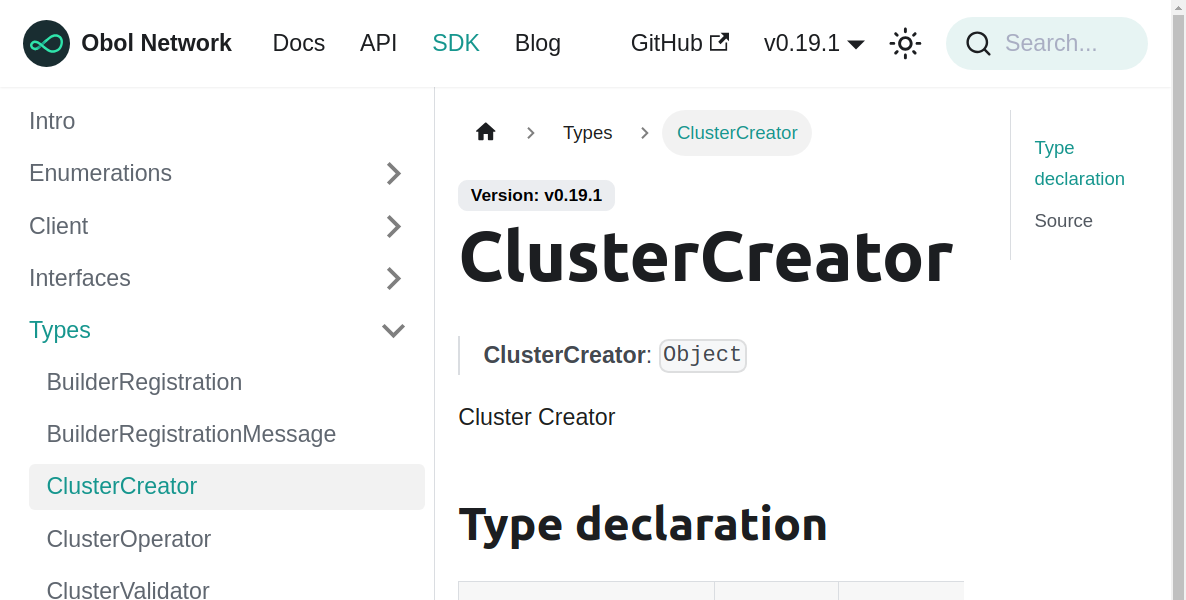 Obol Network Docs API SDK Blog GitHub v0.19.1 Search...
Intro
Enumerations
Client
Interfaces
Types
BuilderRegistration
BuilderRegistrationMessage
ClusterCreator
ClusterOperator
ClusterValidator
Types ClusterCreator
Version: v0.19.1
ClusterCreator
ClusterCreator: Object
Cluster Creator
Type declaration
Type
declaration
Source